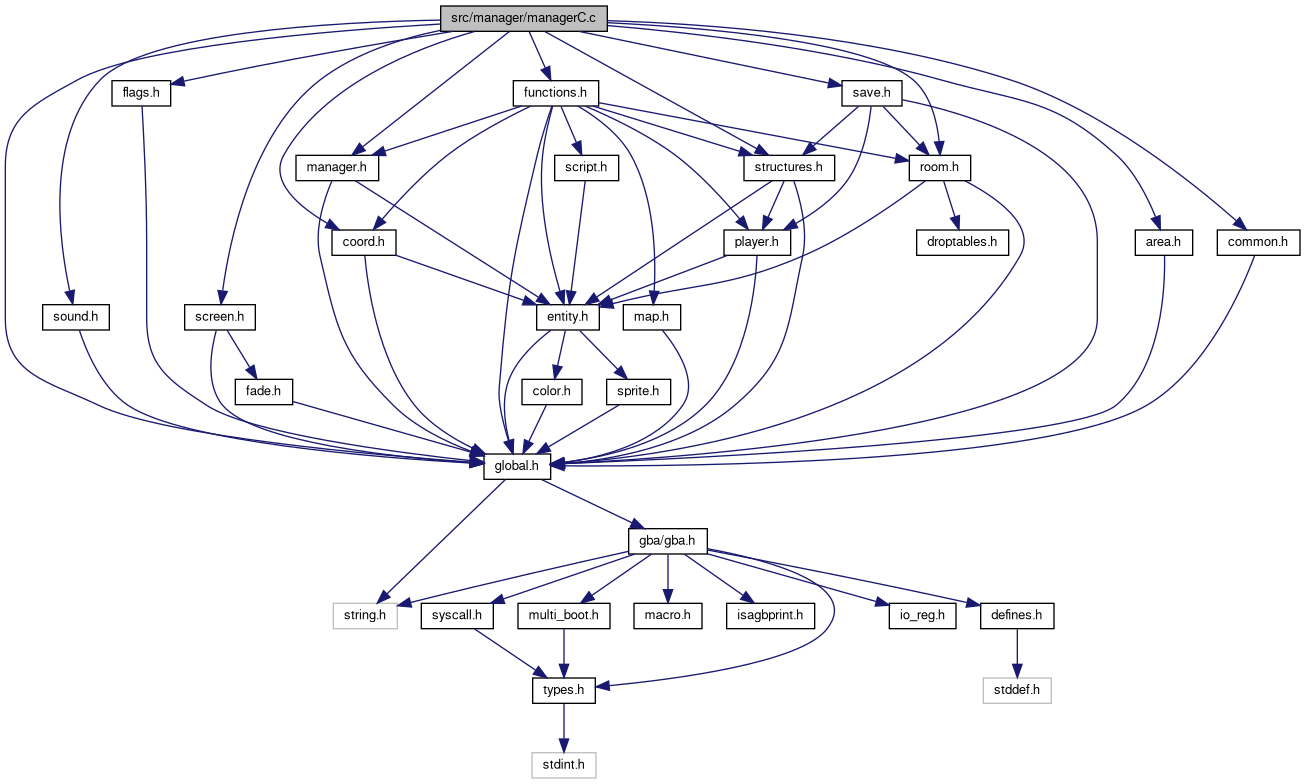 src/manager/managerC.c
flags.h
functions.h
save.h
manager.h
script.h
structures.h
room.h
coord.h
player.h
droptables.h
area.h
common.h
sound.h
screen.h
entity.h
map.h
fade.h
color.h
sprite.h
global.h
gba/gba.h
string.h
syscall.h
multi_boot.h
macro.h
isagbprint.h
io_reg.h
defines.h
types.h
stddef.h
stdint.h